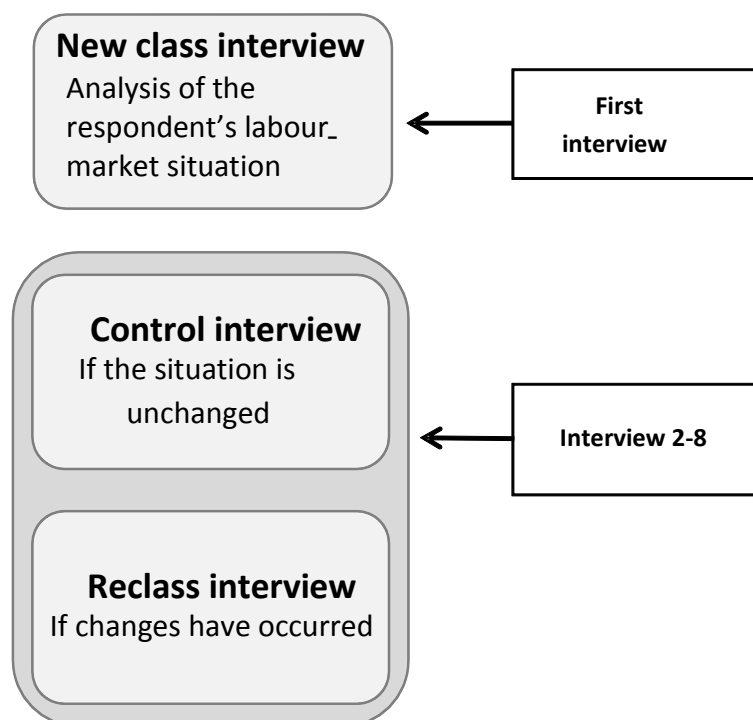 New class interview
Analysis of the
respondent’s labour_
market situation
First
interview
Control interview
If the situation is
unchanged
Interview 2-8
Reclass interview
If changes have occurred